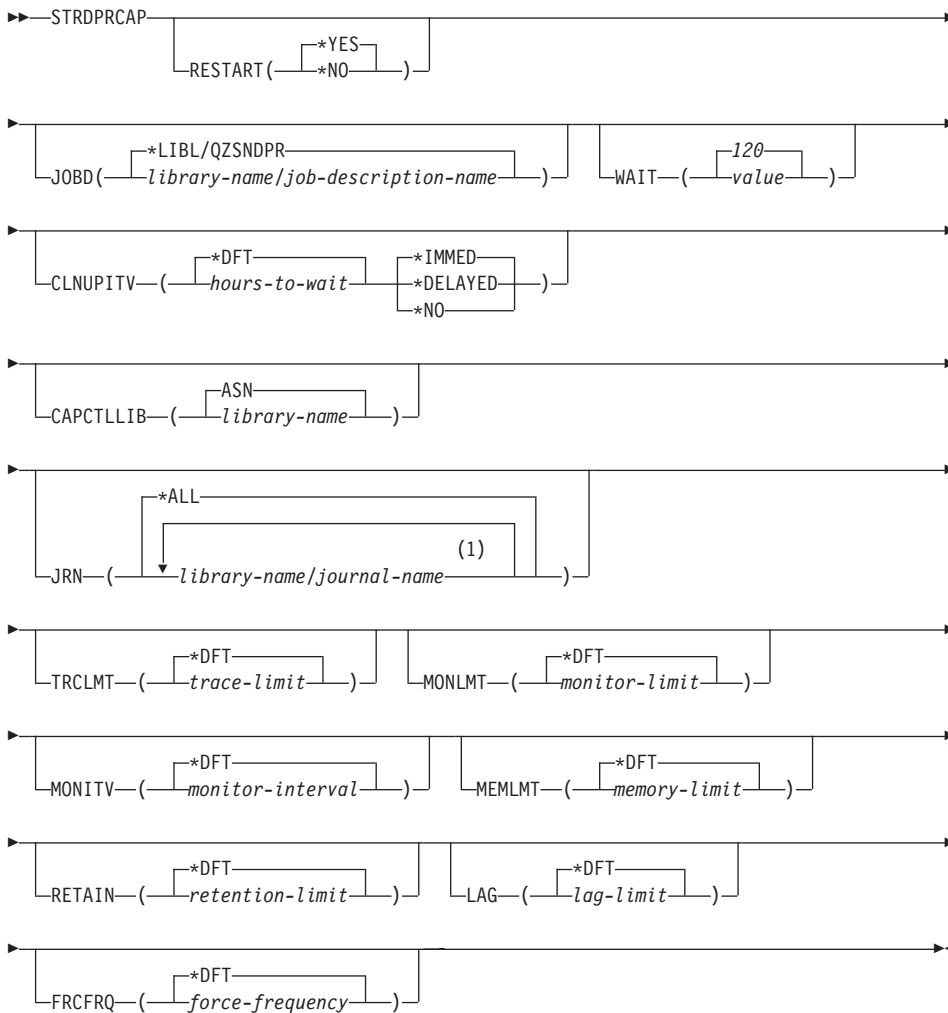 STRDPRCAP
*YES
RESTART( *NO )
*LIBL/QZSNDPR 120
JOBD( library-name/job-description-name ) WAIT ( value )
*DFT *IMMED
CLNUPITV ( hours-to-wait *DELAYED )
*NO
ASN
CAPCTLLIB ( library-name )
*ALL
(1)
JRN ( library-name/journal-name )
*DFT *DFT
TRCLMT ( trace-limit ) MONLMT ( monitor-limit )
*DFT *DFT
MONITV ( monitor-interval ) MEMLMT ( memory-limit )
*DFT *DFT
RETAIN ( retention-limit ) LAG ( lag-limit )
*DFT
FRCFRQ ( force-frequency )